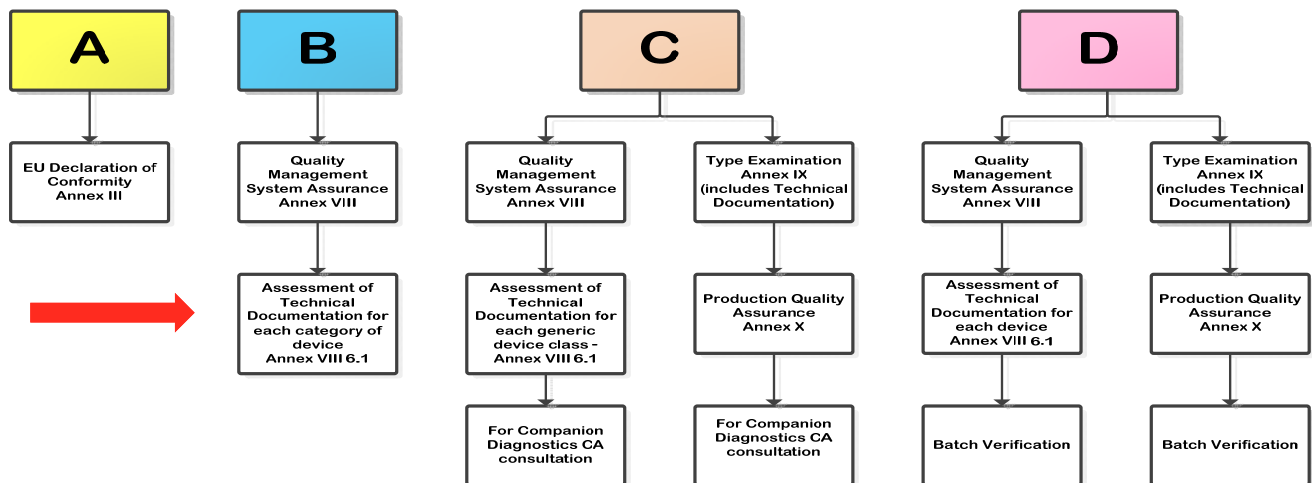 A
B
C
D
EU Declaration of
Conformity
Annex III
Quality
Management
System Assurance
Annex VIII
Quality
Management
System Assurance
Annex VIII
Type Examination
Annex IX
(includes Technical
Documentation)
Quality
Management
System Assurance
Annex VIII
Type Examination
Annex IX
(includes Technical
Documentation)
Assessment of
Technical
Documentation for
each category of
device
Annex VIII 6.1
Assessment of
Technical
Documentation for
each generic
device class -
Annex VIII 6.1
Production Quality
Assurance
Annex X
Assessment of
Technical
Documentation for
each device
Annex VIII 6.1
Production Quality
Assurance
Annex X
For Companion
Diagnostics CA
consultation
For Companion
Diagnostics CA
consultation
Batch Verification
Batch Verification